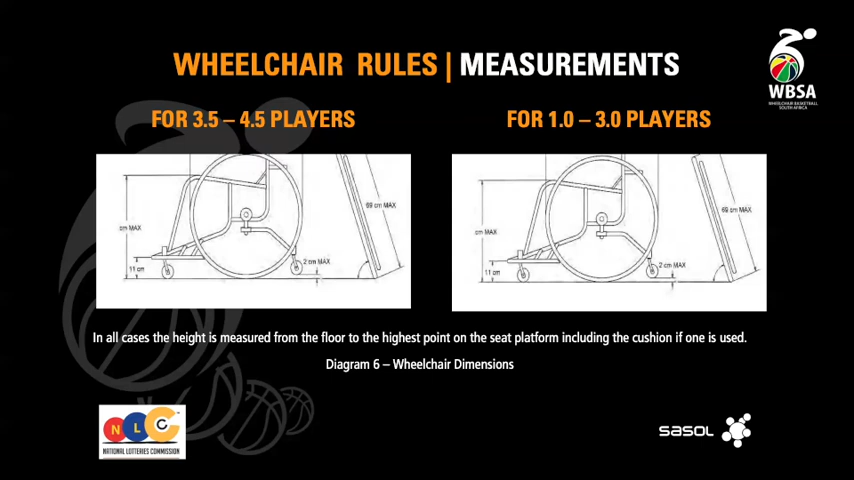 WHEELCHAIR RULES | MEASUREMENTS
WBSA
WHEELCHAIR BASKETBALL
SOUTH AFRICA
FOR 3.5 – 4.5 PLAYERS
FOR 1.0 – 3.0 PLAYERS
69 cm MAX
cm MAX
2 cm MAX
11 cm
69 cm MAX
cm MAX
2 cm MAX
11 cm
In all cases the height is measured from the floor to the highest point on the seat platform including the cushion if one is used.
Diagram 6 – Wheelchair Dimensions
N L C
NATIONAL LOTTERIES COMMISSION
sasol